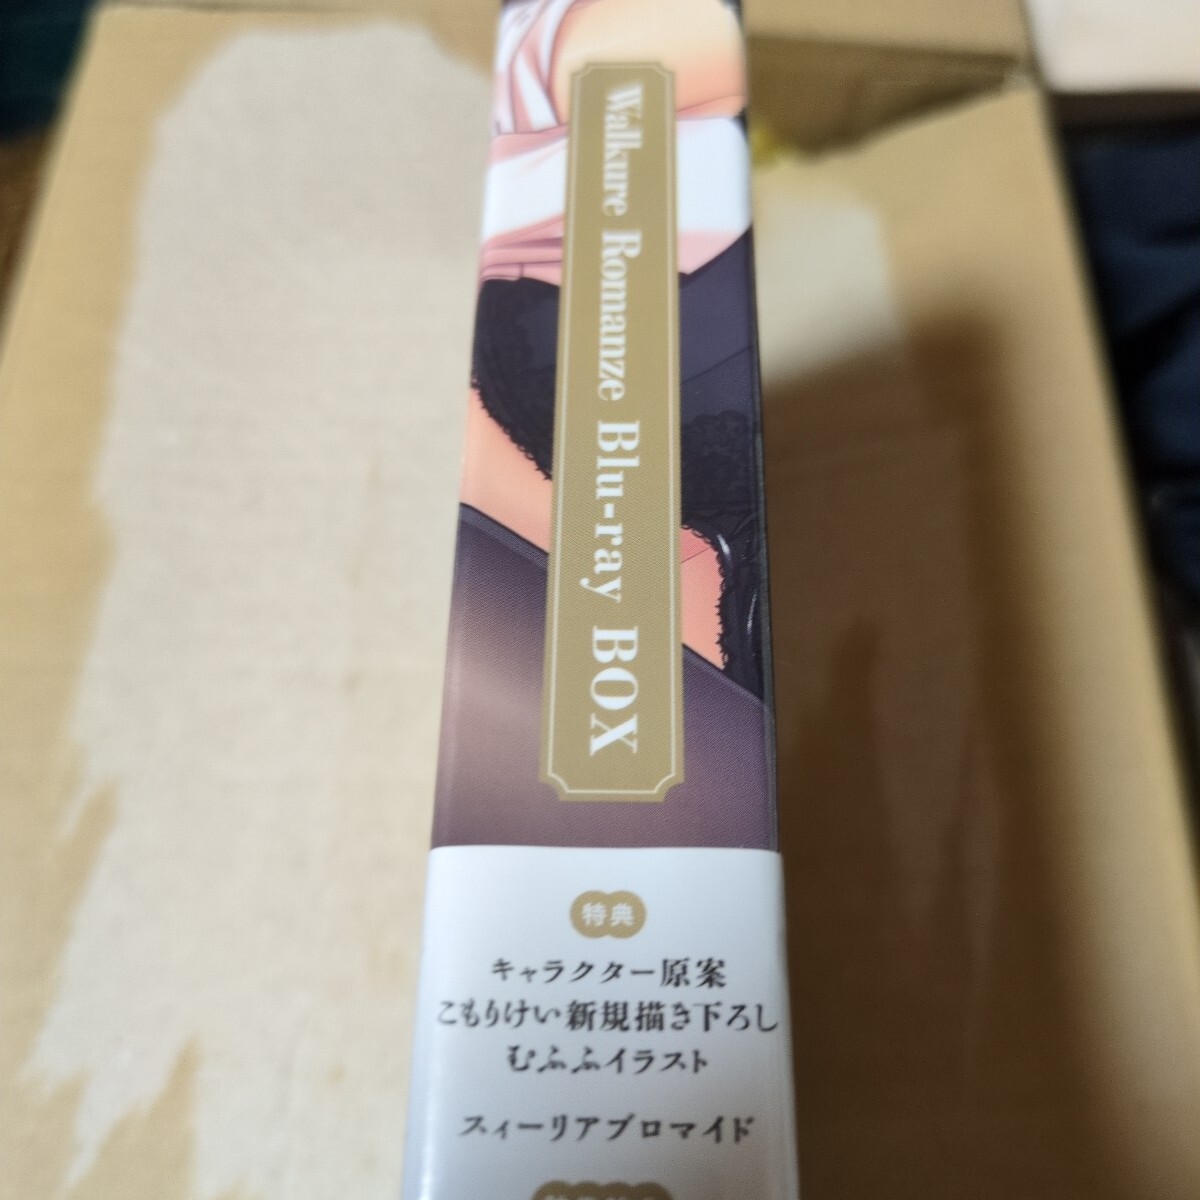 Walkure Romanze Blu-ray BOX
特典
キャラクター原案
こもりけい新規描き下ろし
むふふイラスト
スィーリアブロマイド